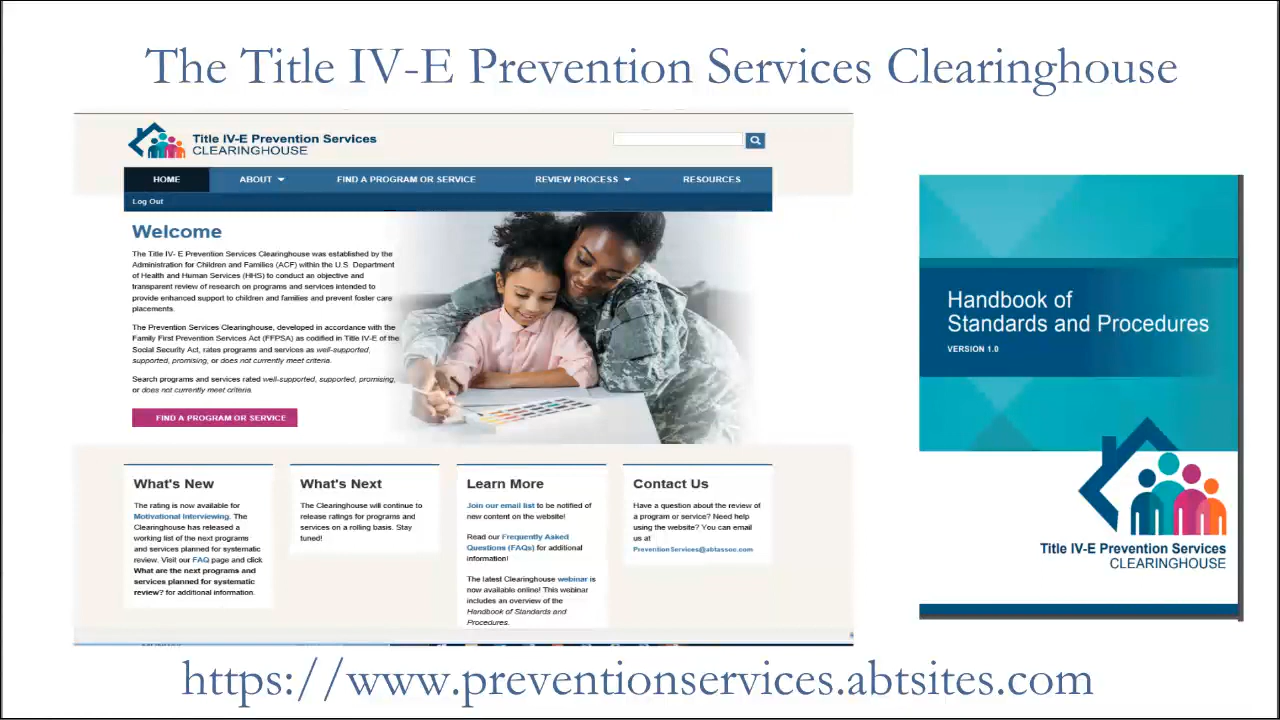 The Title IV-E Prevention Services Clearinghouse
Title IV-E Prevention Services
CLEARINGHOUSE
HOME ABOUT FIND A PROGRAM OR SERVICE REVIEW PROCESS RESOURCES
Log Out
Welcome
The Title IV- E Prevention Services Clearinghouse was established by the
Administration for Children and Families (ACF) within the U.S. Department
of Health and Human Services (HHS) to conduct an objective and
transparent review of research on programs and services intended to
provide enhanced support to children and families and prevent foster care
placements.
The Prevention Services Clearinghouse, developed in accordance with the
Family First Prevention Services Act (FFPSA) as codified in Title IV-E of the
Social Security Act, rates programs and services as well-supported,
supported, promising, or does not currently meet criteria.
Search programs and services rated well-supported, supported, promising,
or does not currently meet criteria.
FIND A PROGRAM OR SERVICE
What's New
The rating is now available for
Motivational Interviewing. The
Clearinghouse has released a
working list of the next programs
and services planned for systematic
review. Visit our FAQ page and click
What are the next programs and
services planned for systematic
review? for additional information.
What's Next
The Clearinghouse will continue to
release ratings for programs and
services on a rolling basis. Stay
tuned!
Learn More
Join our email list to be notified of
new content on the website!
Read our Frequently Asked
Questions (FAQs) for additional
information!
The latest Clearinghouse webinar is
now available online! This webinar
includes an overview of the
Handbook of Standards and
Procedures.
Contact Us
Have a question about the review of
a program or service? Need help
using the website? You can email
us at
PreventionServices@abtassoc.com
Handbook of
Standards and Procedures
VERSION 1.0
Title IV-E Prevention Services
CLEARINGHOUSE
https://www.preventionservices.abtsites.com